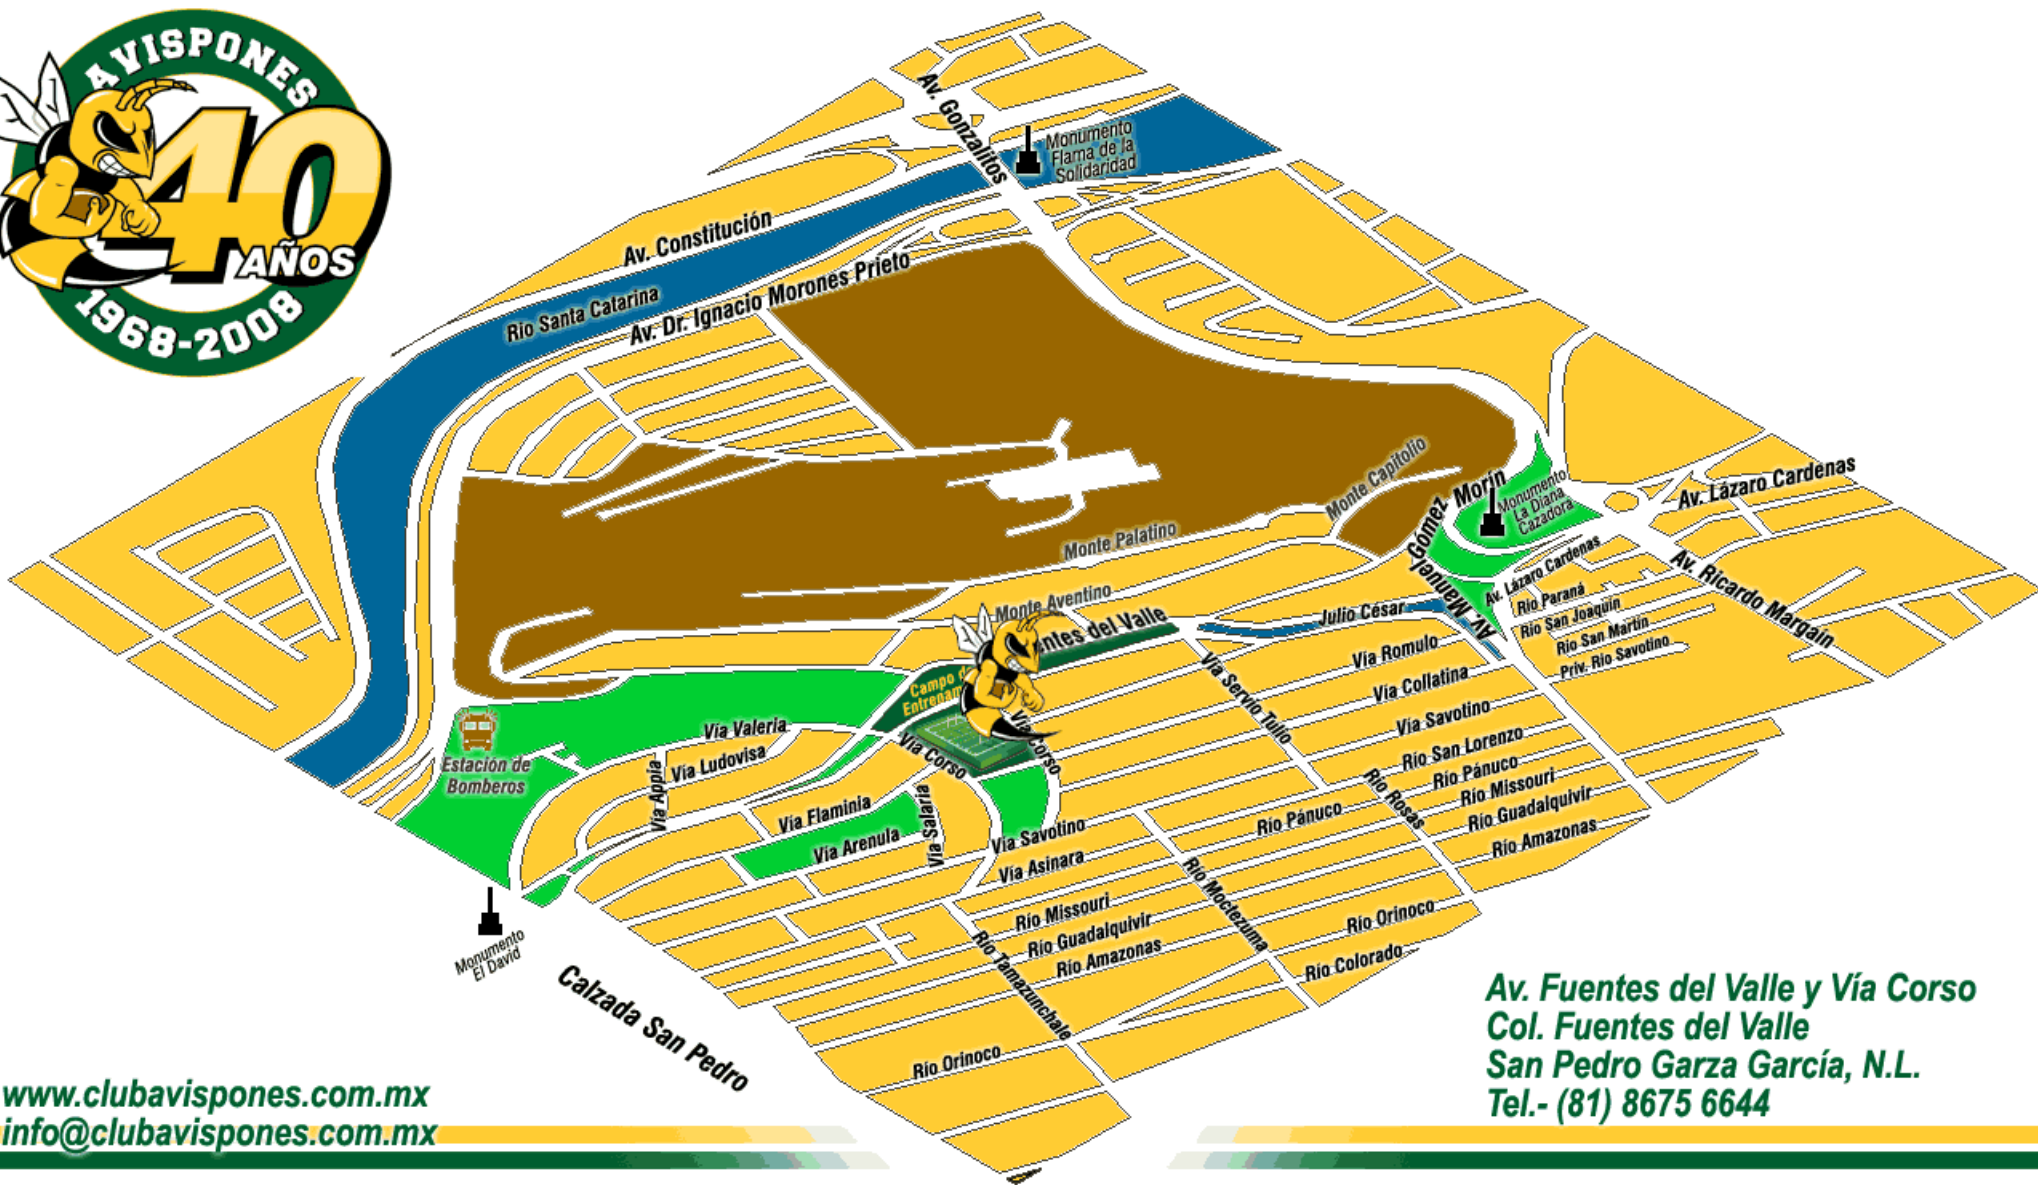 AVISPONES
40
AÑOS
1968-2008
Av. Gonzalitos
Monumento
Flama de la
Solidaridad
Av. Constitución
Río Santa Catarina
Av. Dr. Ignacio Morones Prieto
Monte Capitolio
Av. Manuel Gómez Morín
Monumento
La Diana
Cazadora
Av. Lázaro Cardenas
Monte Palatino
Av. Lázaro Cardenas
Av. Ricardo Margain
Monte Aventino
entes del Valle
Julio César
Río Paraná
Río San Joaquín
Río San Martín
Priv. Río Savotino
Vía Romulo
Vía Servio Tulio
Vía Collatina
Campo d
Entrenam
Vía Savotino
Vía Corso
Vía Corso
Vía Valeria
Vía Ludovisa
Vía Appia
Estación de
Bomberos
Río San Lorenzo
Río Pánuco
Río Missouri
Río Guadalquivir
Río Amazonas
Río Rosas
Vía Flaminia
Vía Salaria
Vía Arenula
Vía Savotino
Vía Asinara
Río Pánuco
Río Moctezuma
Río Missouri
Río Guadalquivir
Río Amazonas
Río Tamazunchale
Río Orinoco
Río Colorado
Río Orinoco
Monumento
El David
Calzada San Pedro
Av. Fuentes del Valle y Vía Corso
Col. Fuentes del Valle
San Pedro Garza García, N.L.
Tel.- (81) 8675 6644
www.clubavispones.com.mx
info@clubavispones.com.mx